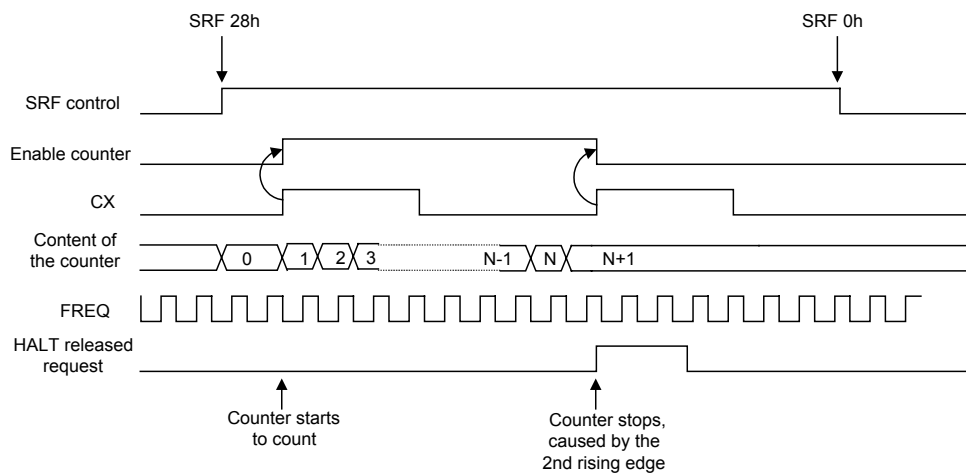 SRF 28h
SRF 0h
SRF control
Enable counter
CX
Content of
the counter
0
1
2
3
N-1
N
N+1
FREQ
HALT released
request
Counter starts
to count
Counter stops,
caused by the
2nd rising edge